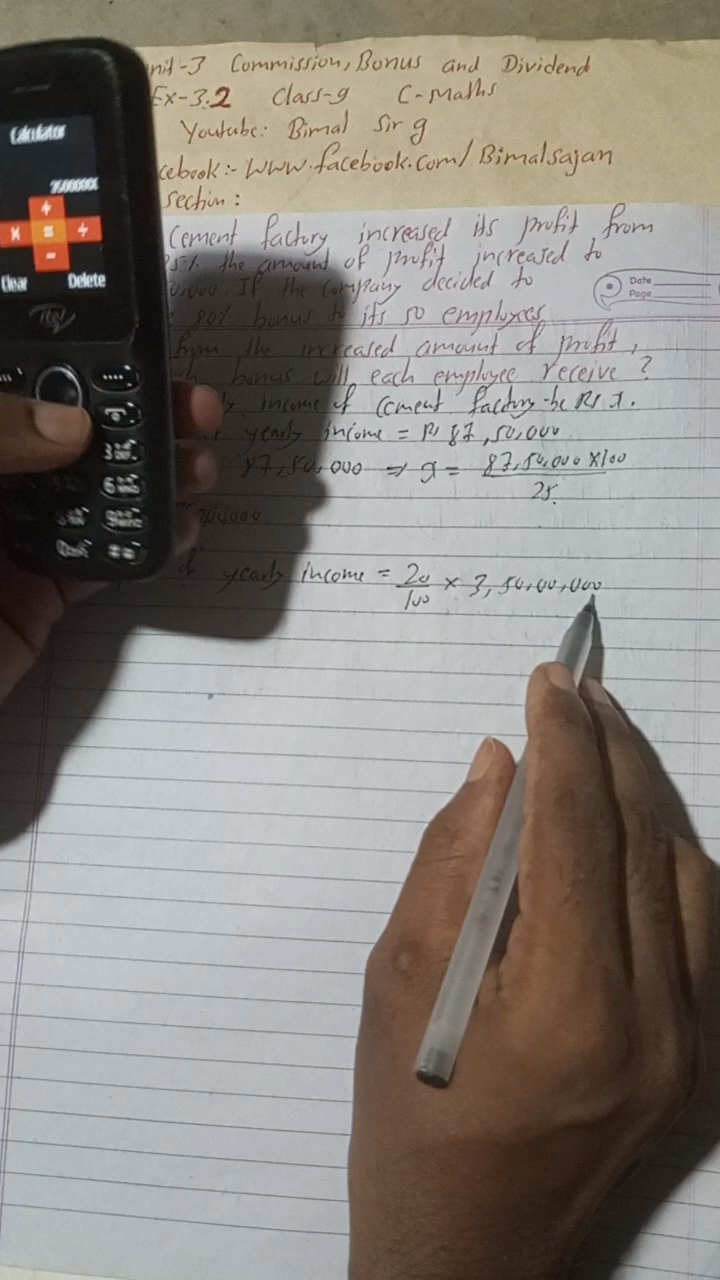 nit-3 Commission, Bonus and Dividend
Ex-3.2 Class-9 C-Maths
Youtube: Bimal Sir g
cebook:- www.facebook.com/Bimalsajan
section:
Cement factory increased its profit from
5% the amount of profit increased to
0,000. If the company decided to
80% bonus to its 50 employees
from the increased amount of profit,
bonus will each employee receive?
income of Cement factory be Rs x.
yearly income = Rs 87,50,000
87,50,000 ⇒ x = 87,50,000 x 100
25
yearly income = 20/100 × 3,50,00,000
Date
Page
Calculator
+
× = ÷
-
Clear Delete
itel